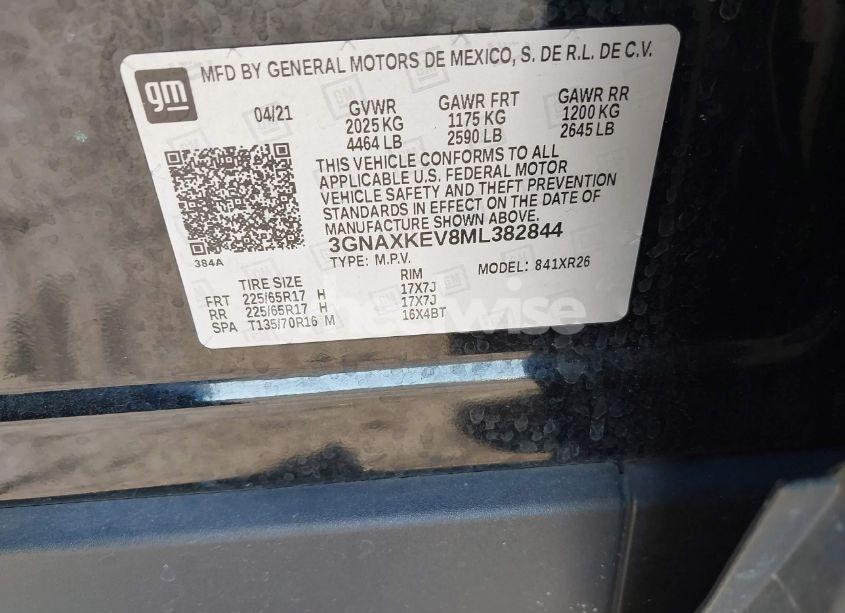 gm
MFD BY GENERAL MOTORS DE MEXICO, S. DE R.L. DE C.V.
04/21 GVWR GAWR FRT GAWR RR
2025 KG 1175 KG 1200 KG
4464 LB 2590 LB 2645 LB
THIS VEHICLE CONFORMS TO ALL
APPLICABLE U.S. FEDERAL MOTOR
VEHICLE SAFETY AND THEFT PREVENTION
STANDARDS IN EFFECT ON THE DATE OF
MANUFACTURE SHOWN ABOVE.
3GNAXKEV8ML382844
384A TYPE: M.P.V. MODEL: 841XR26
TIRE SIZE RIM
FRT 225/65R17 H 17X7J
RR 225/65R17 H 17X7J
SPA T135/70R16 M 16X4BT